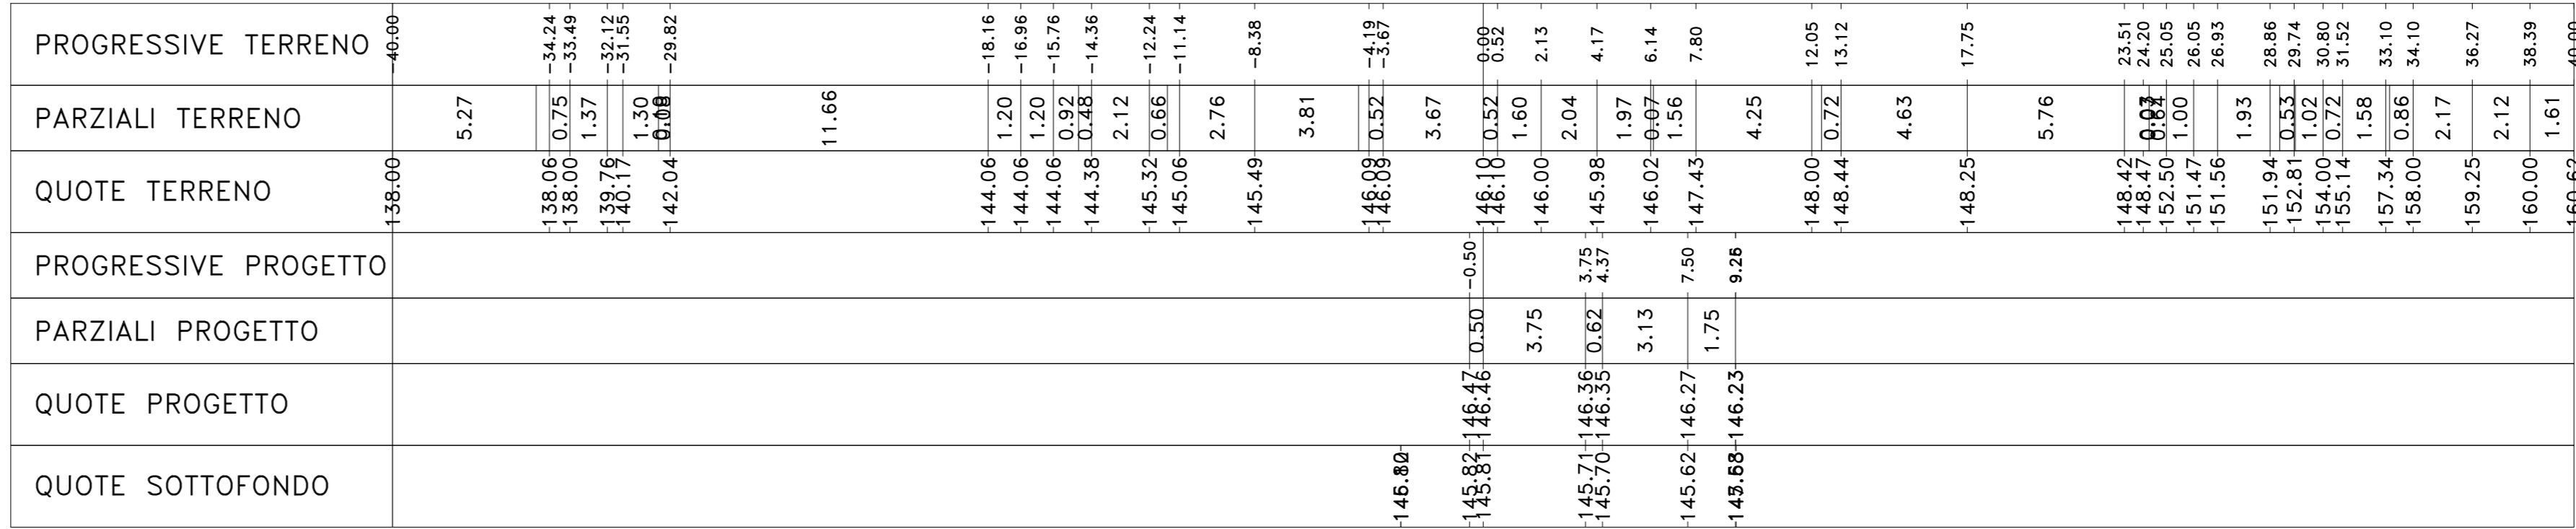 PROGRESSIVE TERRENO -40.00 -34.24 -33.49 -32.12 -31.55 -29.82 -18.16 -16.96 -15.76 -14.36 -12.24 -11.14 -8.38 -4.19 -3.67 0.00 0.52 2.13 4.17 6.14 7.80 12.05 13.12 17.75 23.51 24.20 25.05 26.05 26.93 28.86 29.74 30.80 31.52 33.10 34.10 36.27 38.39 40.00
PARZIALI TERRENO 5.27 0.75 1.37 1.30 11.66 1.20 1.20 0.92 0.48 2.12 0.66 2.76 3.81 0.52 3.67 0.52 1.60 2.04 1.97 0.07 1.56 4.25 0.72 4.63 5.76 1.00 1.93 0.53 1.02 0.72 1.58 0.86 2.17 2.12 1.61
QUOTE TERRENO 138.00 138.06 138.00 139.76 140.17 142.04 144.06 144.06 144.06 144.38 145.32 145.06 145.49 146.09 146.09 146.10 146.10 146.00 145.98 146.02 147.43 148.00 148.44 148.25 148.42 148.47 152.50 151.47 151.56 151.94 152.81 154.00 155.14 157.34 158.00 159.25 160.00
PROGRESSIVE PROGETTO -0.50 3.75 4.37 7.50
PARZIALI PROGETTO 0.50 3.75 0.62 3.13 1.75
QUOTE PROGETTO 146.47 146.46 146.36 146.35 146.27 146.23
QUOTE SOTTOFONDO 145.82 145.81 145.71 145.70 145.62